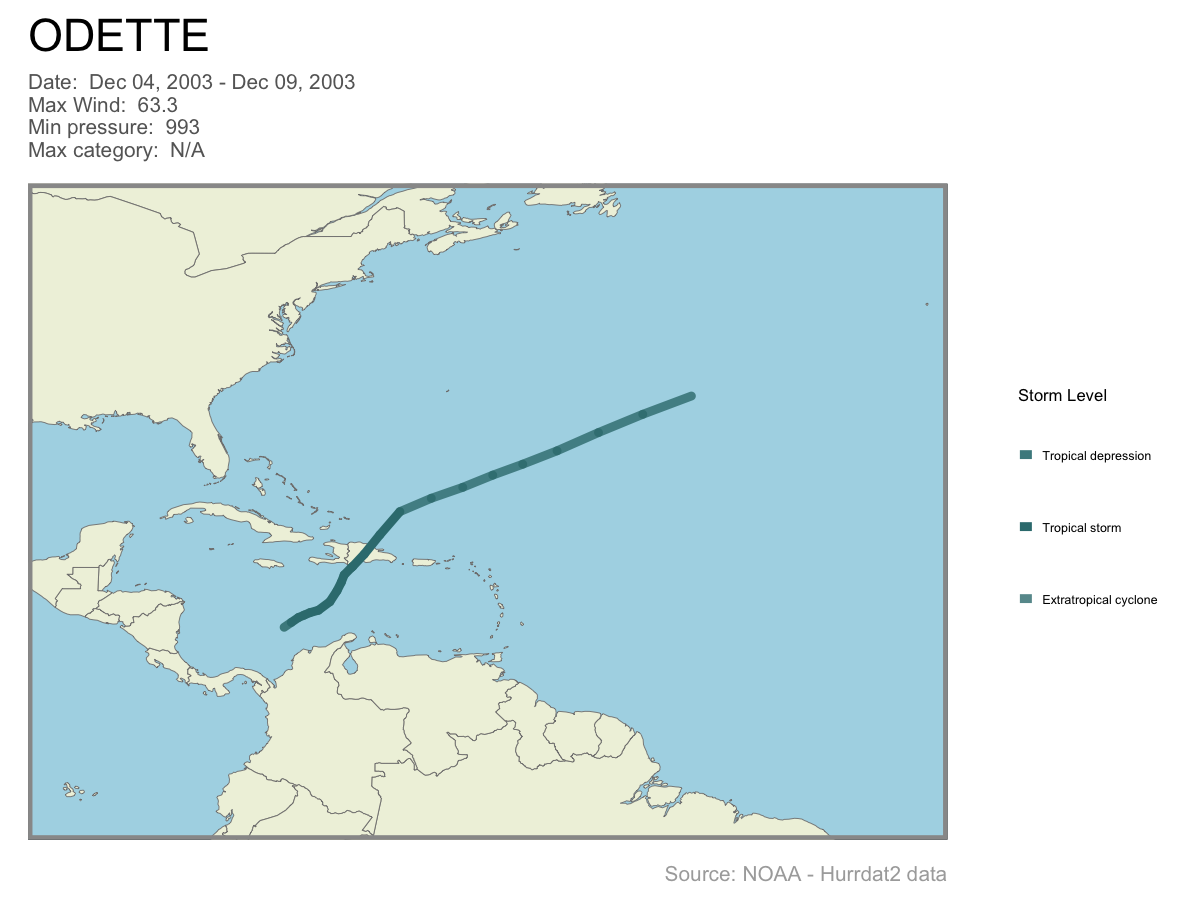 ODETTE
Date:  Dec 04, 2003 - Dec 09, 2003
Max Wind:  63.3
Min pressure:  993
Max category:  N/A
Storm Level
Tropical depression
Tropical storm
Extratropical cyclone
Source: NOAA - Hurrdat2 data